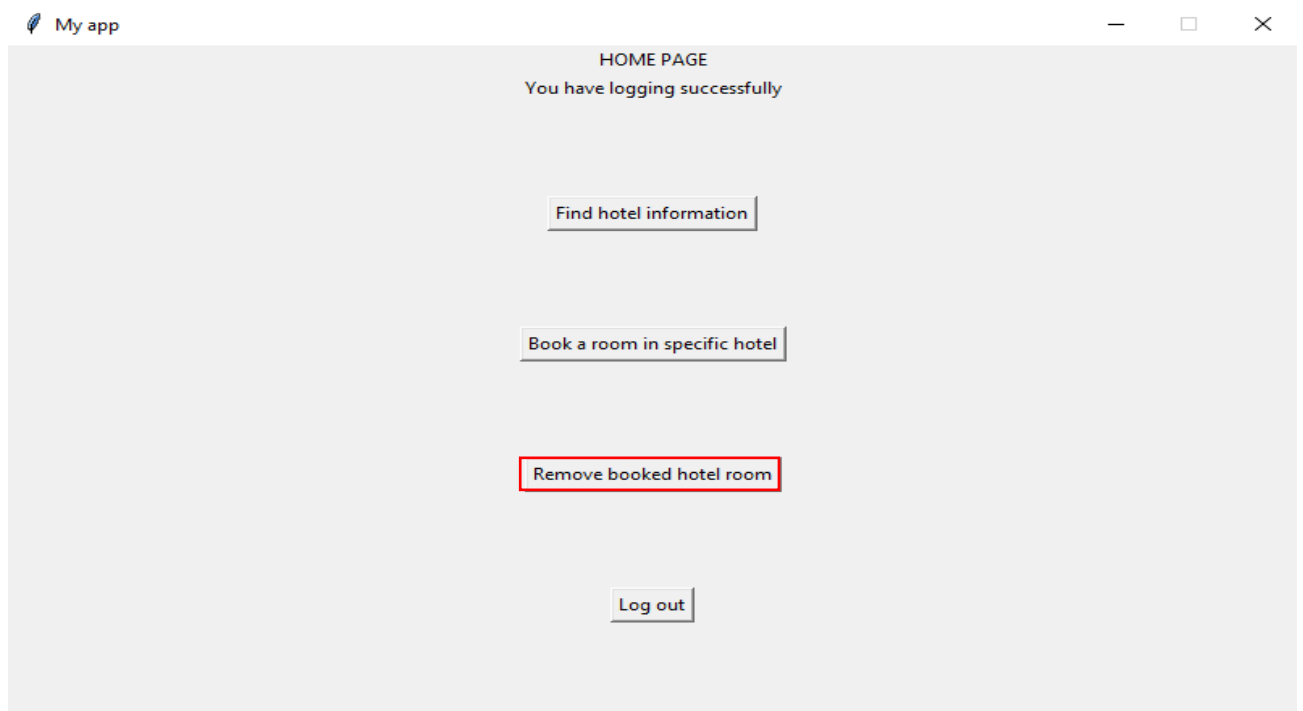 My app
HOME PAGE
You have logging successfully
Find hotel information
Book a room in specific hotel
Remove booked hotel room
Log out